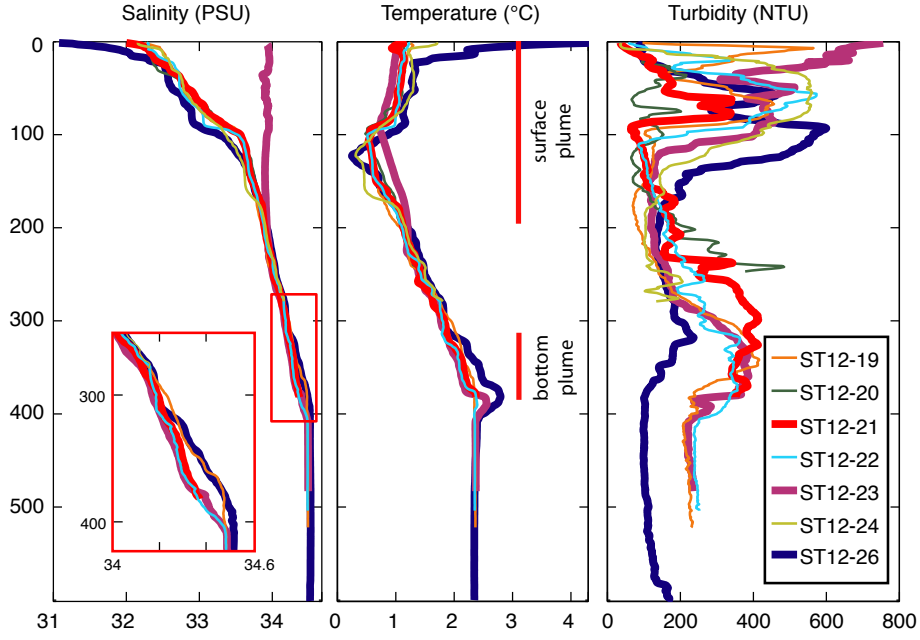 Salinity (PSU) Temperature (°C) Turbidity (NTU)
0
100
200
300
400
500
surface
plume
bottom
plume
300
400
34 34.6
ST12-19
ST12-20
ST12-21
ST12-22
ST12-23
ST12-24
ST12-26
31 32 33 34 0 1 2 3 4 0 200 400 600 800